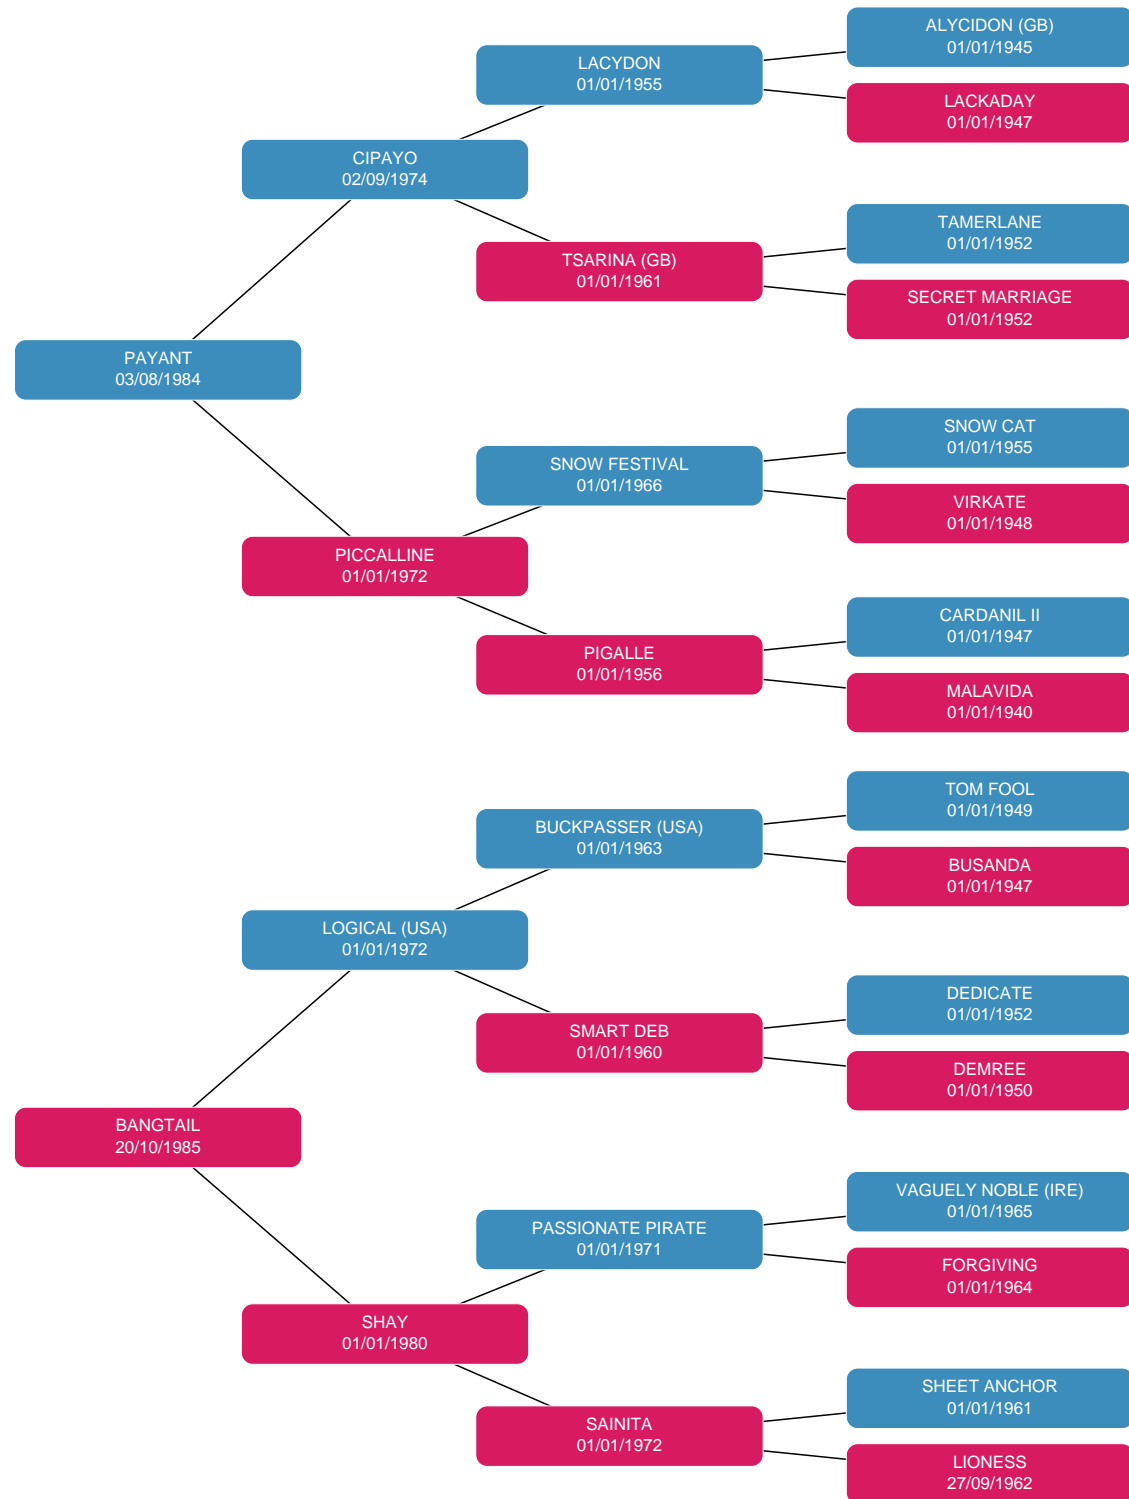 ALYCIDON (GB)
01/01/1945
LACYDON
01/01/1955
LACKADAY
01/01/1947
CIPAYO
02/09/1974
TAMERLANE
01/01/1952
TSARINA (GB)
01/01/1961
SECRET MARRIAGE
01/01/1952
PAYANT
03/08/1984
SNOW CAT
01/01/1955
SNOW FESTIVAL
01/01/1966
VIRKATE
01/01/1948
PICCALLINE
01/01/1972
CARDANIL II
01/01/1947
PIGALLE
01/01/1956
MALAVIDA
01/01/1940
TOM FOOL
01/01/1949
BUCKPASSER (USA)
01/01/1963
BUSANDA
01/01/1947
LOGICAL (USA)
01/01/1972
DEDICATE
01/01/1952
SMART DEB
01/01/1960
DEMREE
01/01/1950
BANGTAIL
20/10/1985
VAGUELY NOBLE (IRE)
01/01/1965
PASSIONATE PIRATE
01/01/1971
FORGIVING
01/01/1964
SHAY
01/01/1980
SHEET ANCHOR
01/01/1961
SAINITA
01/01/1972
LIONESS
27/09/1962